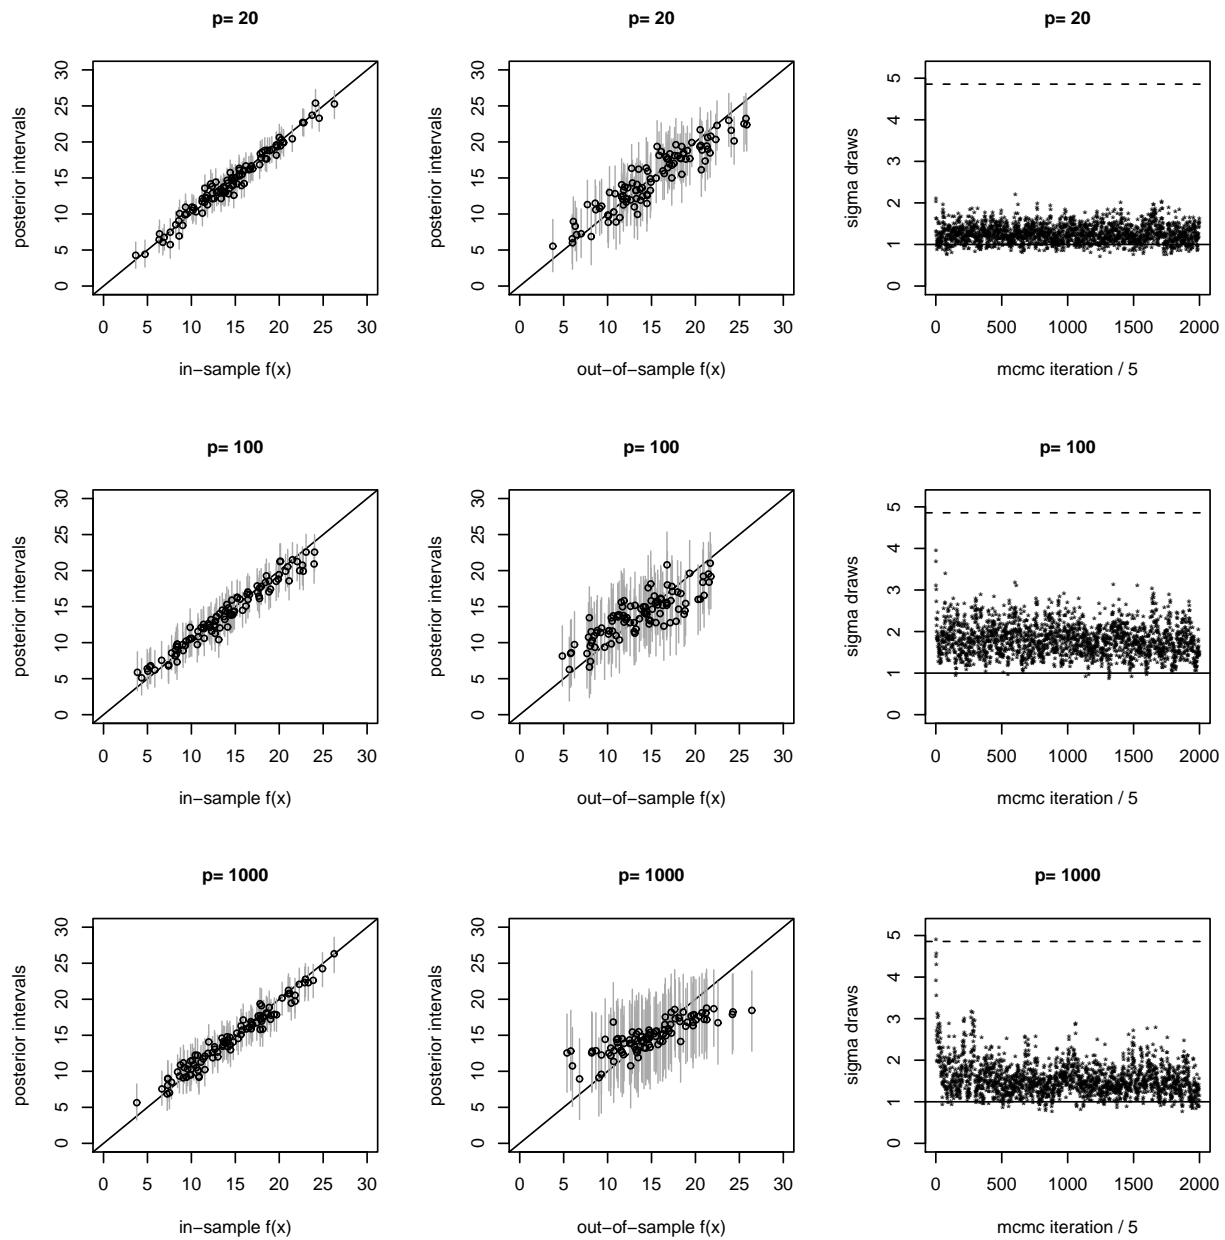 p= 20 p= 20 p= 20
posterior intervals
0 5 10 15 20 25 30
0 5 10 15 20 25 30
in−sample f(x)
posterior intervals
0 5 10 15 20 25 30
0 5 10 15 20 25 30
out−of−sample f(x)
sigma draws
0 1 2 3 4 5
0 500 1000 1500 2000
mcmc iteration / 5
p= 100 p= 100 p= 100
posterior intervals
0 5 10 15 20 25 30
0 5 10 15 20 25 30
in−sample f(x)
posterior intervals
0 5 10 15 20 25 30
0 5 10 15 20 25 30
out−of−sample f(x)
sigma draws
0 1 2 3 4 5
0 500 1000 1500 2000
mcmc iteration / 5
p= 1000 p= 1000 p= 1000
posterior intervals
0 5 10 15 20 25 30
0 5 10 15 20 25 30
in−sample f(x)
posterior intervals
0 5 10 15 20 25 30
0 5 10 15 20 25 30
out−of−sample f(x)
sigma draws
0 1 2 3 4 5
0 500 1000 1500 2000
mcmc iteration / 5